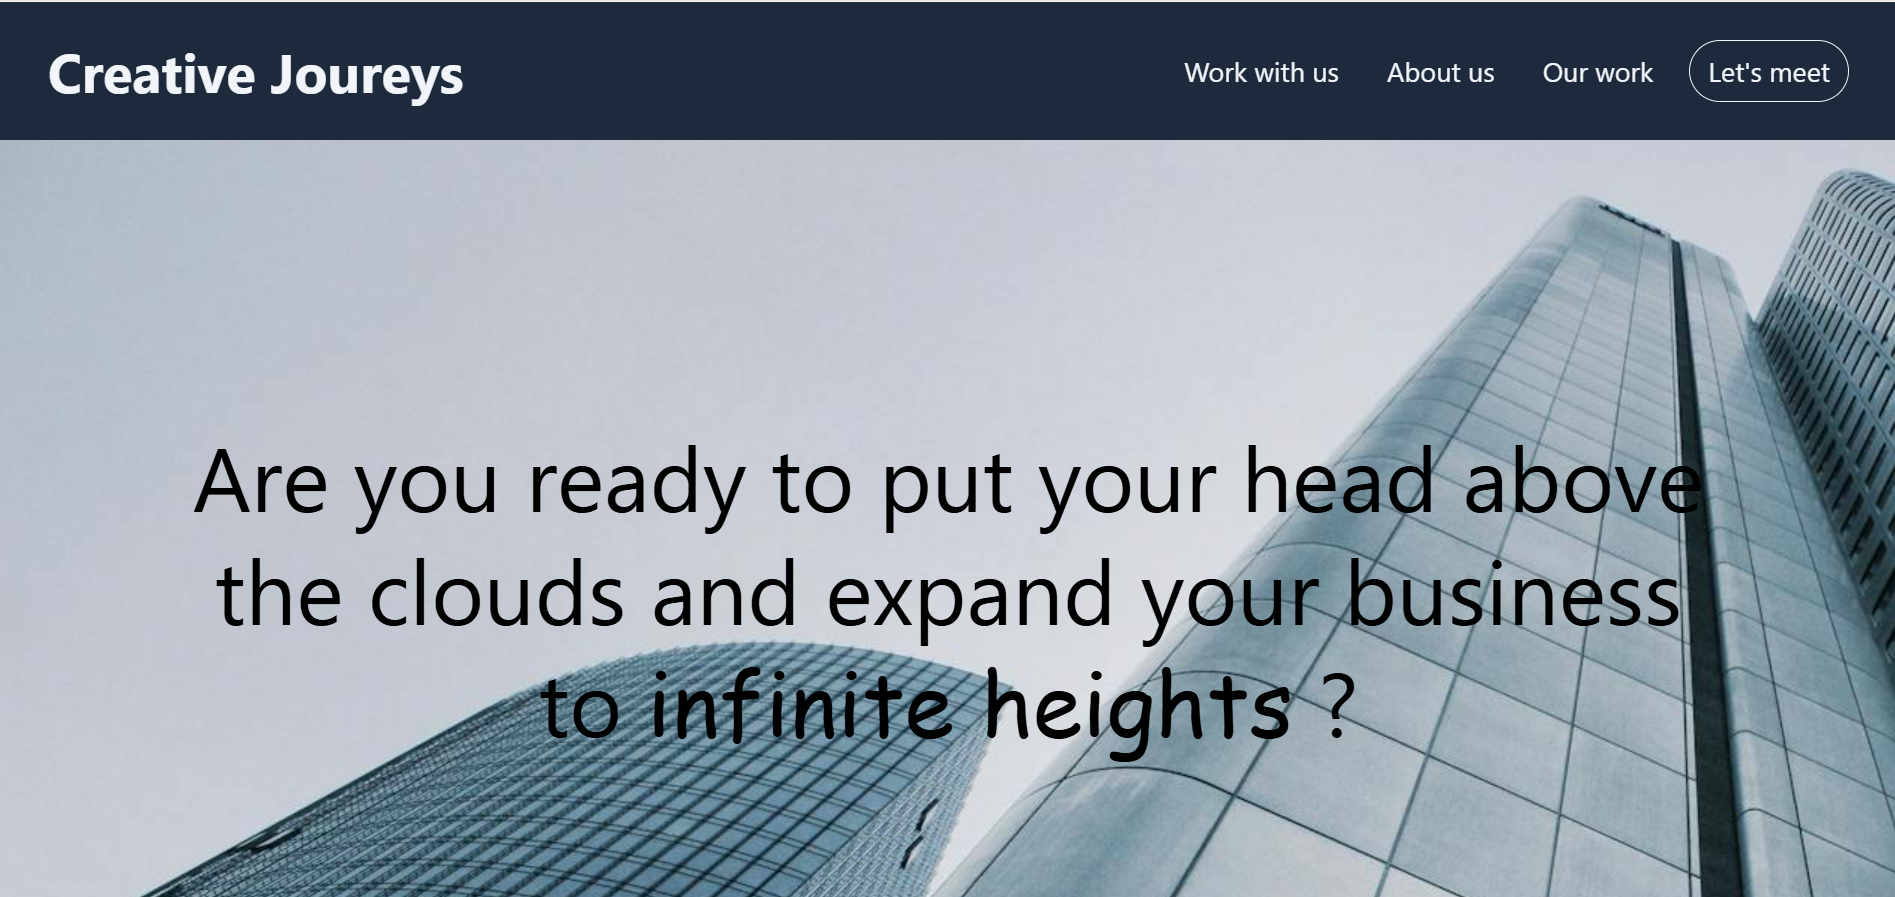 Creative Joureys
Work with us
About us
Our work
Let's meet
Are you ready to put your head above
the clouds and expand your business
to infinite heights ?